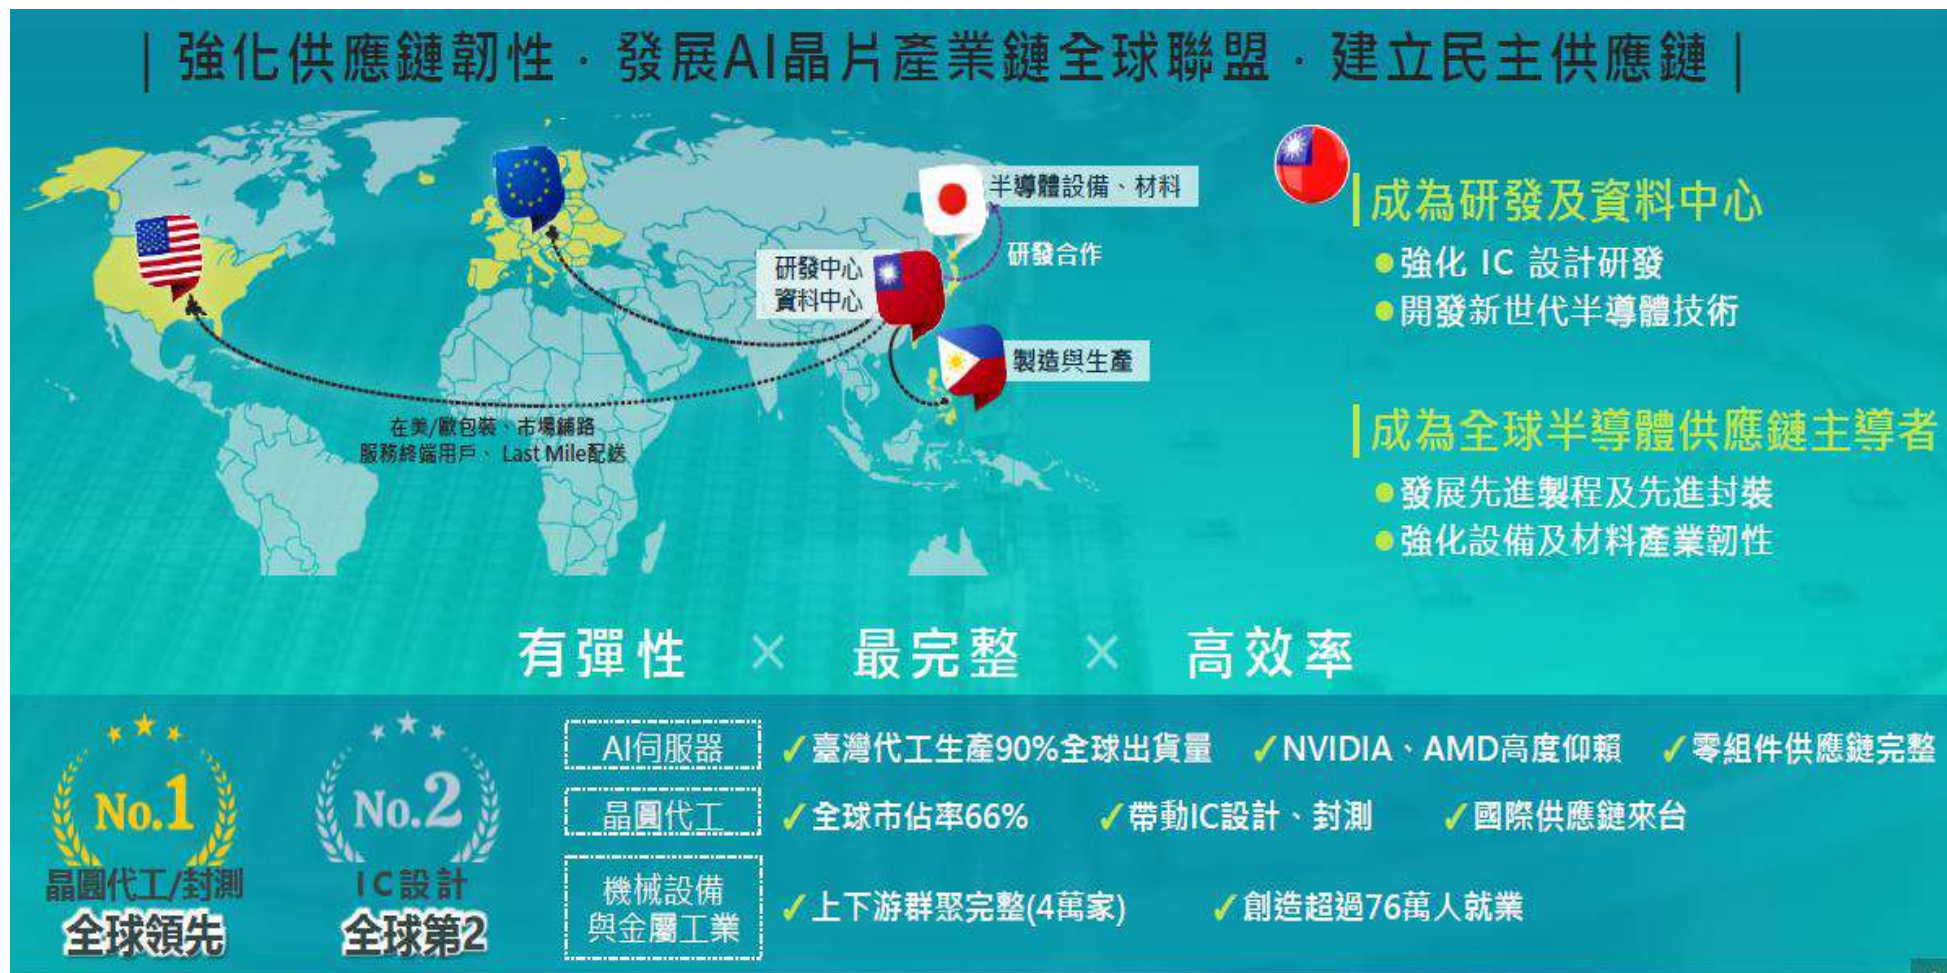 | 強化供應鏈韌性．發展AI晶片產業鏈全球聯盟．建立民主供應鏈 |
半導體設備、材料
研發合作
研發中心
資料中心
製造與生產
在美/歐包裝、市場鋪路
服務終端用戶、Last Mile配送
成為研發及資料中心
強化 IC 設計研發
開發新世代半導體技術
成為全球半導體供應鏈主導者
發展先進製程及先進封裝
強化設備及材料產業韌性
有彈性 × 最完整 × 高效率
No.1
晶圓代工/封測
全球領先
No.2
IC設計
全球第2
AI伺服器 ✓臺灣代工生產90%全球出貨量 ✓NVIDIA、AMD高度仰賴 ✓零組件供應鏈完整
晶圓代工 ✓全球市佔率66% ✓帶動IC設計、封測 ✓國際供應鏈來台
機械設備
與金屬工業
✓上下游群聚完整(4萬家) ✓創造超過76萬人就業